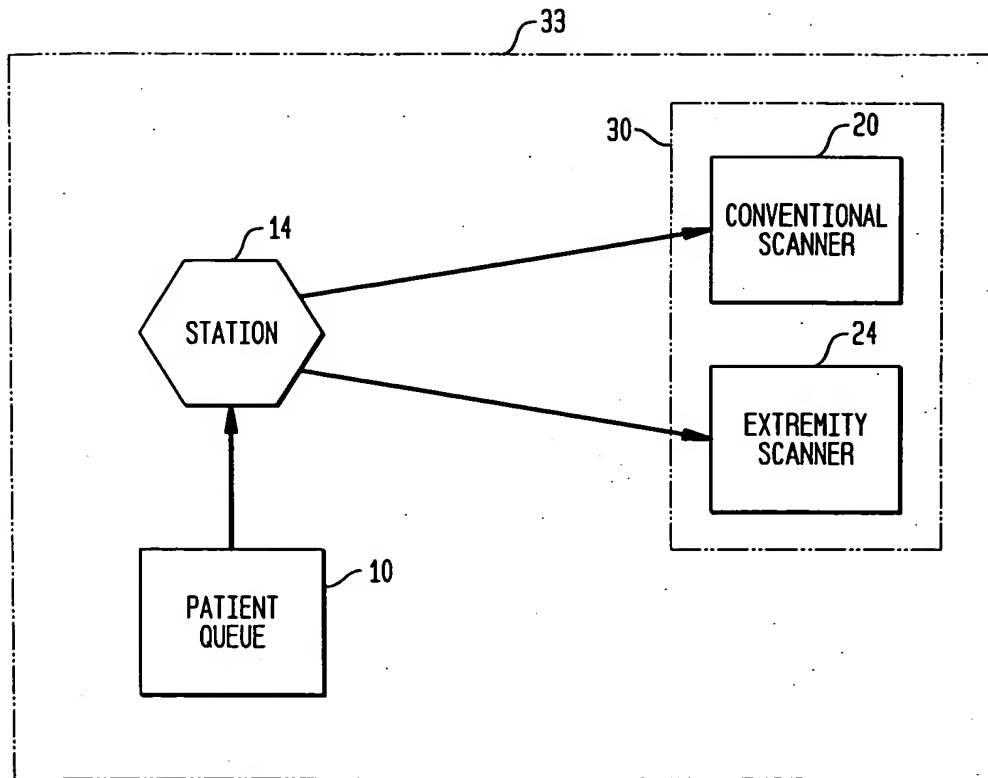 33
30
20
CONVENTIONAL
SCANNER
14
STATION
24
EXTREMITY
SCANNER
10
PATIENT
QUEUE